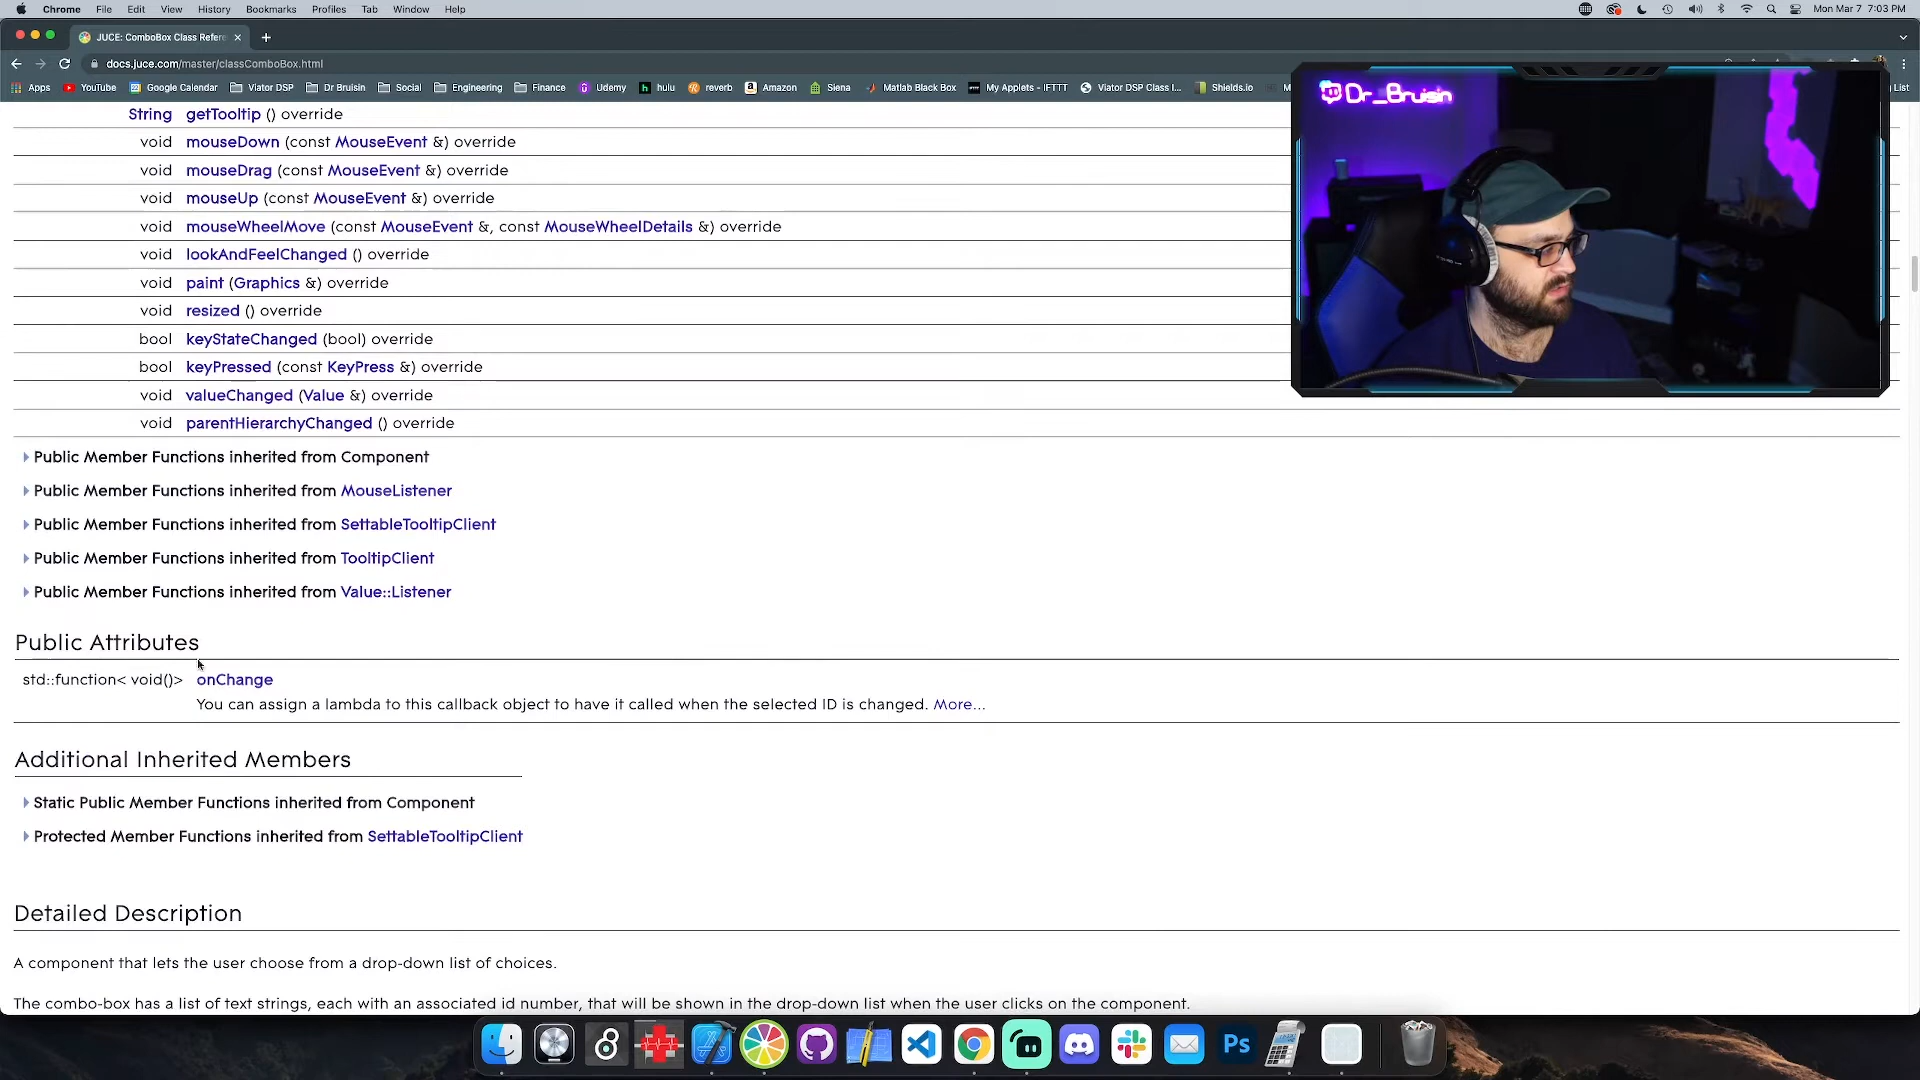 Chrome File Edit View History Bookmarks Profiles Tab Window Help Mon Mar 7 7:03 PM
JUCE: ComboBox Class Refere
docs.juce.com/master/classComboBox.html
Apps YouTube Google Calendar Viator DSP Dr Bruisin Social Engineering Finance Udemy hulu reverb Amazon Siena Matlab Black Box My Applets - IFTTT Viator DSP Class I... Shields.io List
Dr_Bruisin
String getTooltip () override
void mouseDown (const MouseEvent &) override
void mouseDrag (const MouseEvent &) override
void mouseUp (const MouseEvent &) override
void mouseWheelMove (const MouseEvent &, const MouseWheelDetails &) override
void lookAndFeelChanged () override
void paint (Graphics &) override
void resized () override
bool keyStateChanged (bool) override
bool keyPressed (const KeyPress &) override
void valueChanged (Value &) override
void parentHierarchyChanged () override
Public Member Functions inherited from Component
Public Member Functions inherited from MouseListener
Public Member Functions inherited from SettableTooltipClient
Public Member Functions inherited from TooltipClient
Public Member Functions inherited from Value::Listener
Public Attributes
std::function< void()> onChange
You can assign a lambda to this callback object to have it called when the selected ID is changed. More...
Additional Inherited Members
Static Public Member Functions inherited from Component
Protected Member Functions inherited from SettableTooltipClient
Detailed Description
A component that lets the user choose from a drop-down list of choices.
The combo-box has a list of text strings, each with an associated id number, that will be shown in the drop-down list when the user clicks on the component.
Ps